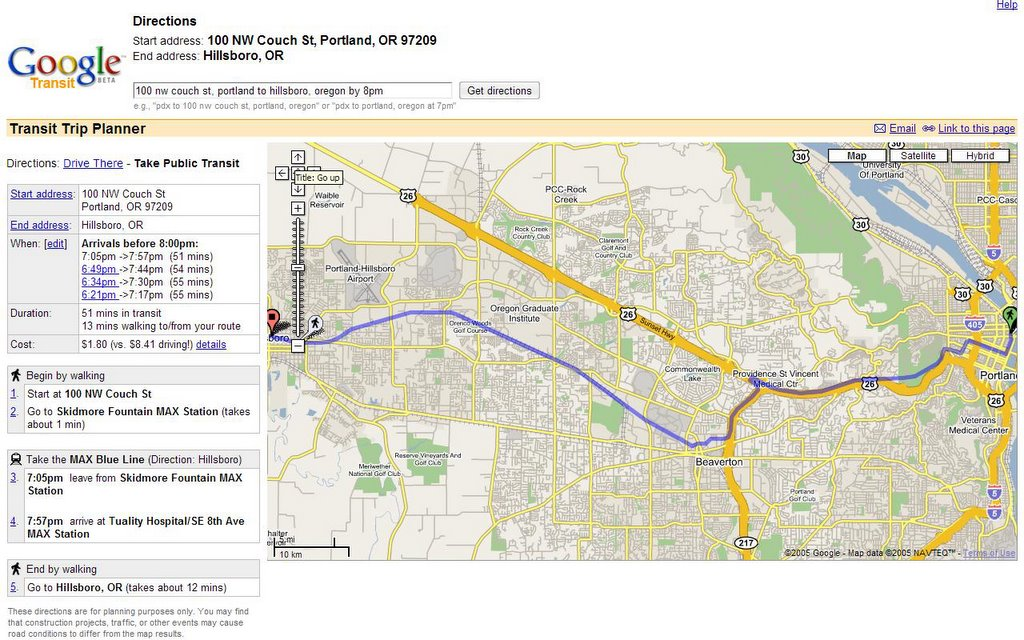 Help
Directions
Start address: 100 NW Couch St, Portland, OR 97209
End address: Hillsboro, OR
Google
Transit BETA
100 nw couch st, portland to hillsboro, oregon by 8pm
Get directions
e.g., "pdx to 100 nw couch st, portland, oregon" or "pdx to portland, oregon at 7pm"
Transit Trip Planner
Email
Link to this page
Directions: Drive There - Take Public Transit
Start address: 100 NW Couch St
Portland, OR 97209
End address: Hillsboro, OR
When: [edit] Arrivals before 8:00pm:
7:05pm ->7:57pm (51 mins)
6:49pm ->7:44pm (54 mins)
6:34pm ->7:30pm (55 mins)
6:21pm ->7:17pm (55 mins)
Duration: 51 mins in transit
13 mins walking to/from your route
Cost: $1.80 (vs. $8.41 driving!) details
Begin by walking
1. Start at 100 NW Couch St
2. Go to Skidmore Fountain MAX Station (takes
about 1 min)
Take the MAX Blue Line (Direction: Hillsboro)
3. 7:05pm leave from Skidmore Fountain MAX
Station
4. 7:57pm arrive at Tuality Hospital/SE 8th Ave
MAX Station
End by walking
5. Go to Hillsboro, OR (takes about 12 mins)
These directions are for planning purposes only. You may find
that construction projects, traffic, or other events may cause
road conditions to differ from the map results.
Map
Satellite
Hybrid
Title: Go up
Waible
Reservoir
26
PCC-Rock
Creek
30
30
University
Of Portland
PCC-Casc
30
Rock Creek
Country Club
Claremont
Golf And
Country Club
5
Portland-Hillsboro
Airport
30
30
Oregon Graduate
Institute
26
Sunset Hwy
405
Orenco Woods
Golf Course
boro
Commonwealth
Lake
Providence St Vincent
Medical Ctr
26
Portland
26
Veterans
Medical Center
Beaverton
Reserve Vineyards And
Golf Club
Meriwether
National Golf Club
Portland
Golf Club
5
5
217
5 mi
10 km
©2005 Google - Map data ©2005 NAVTEQ™ - Terms of Use